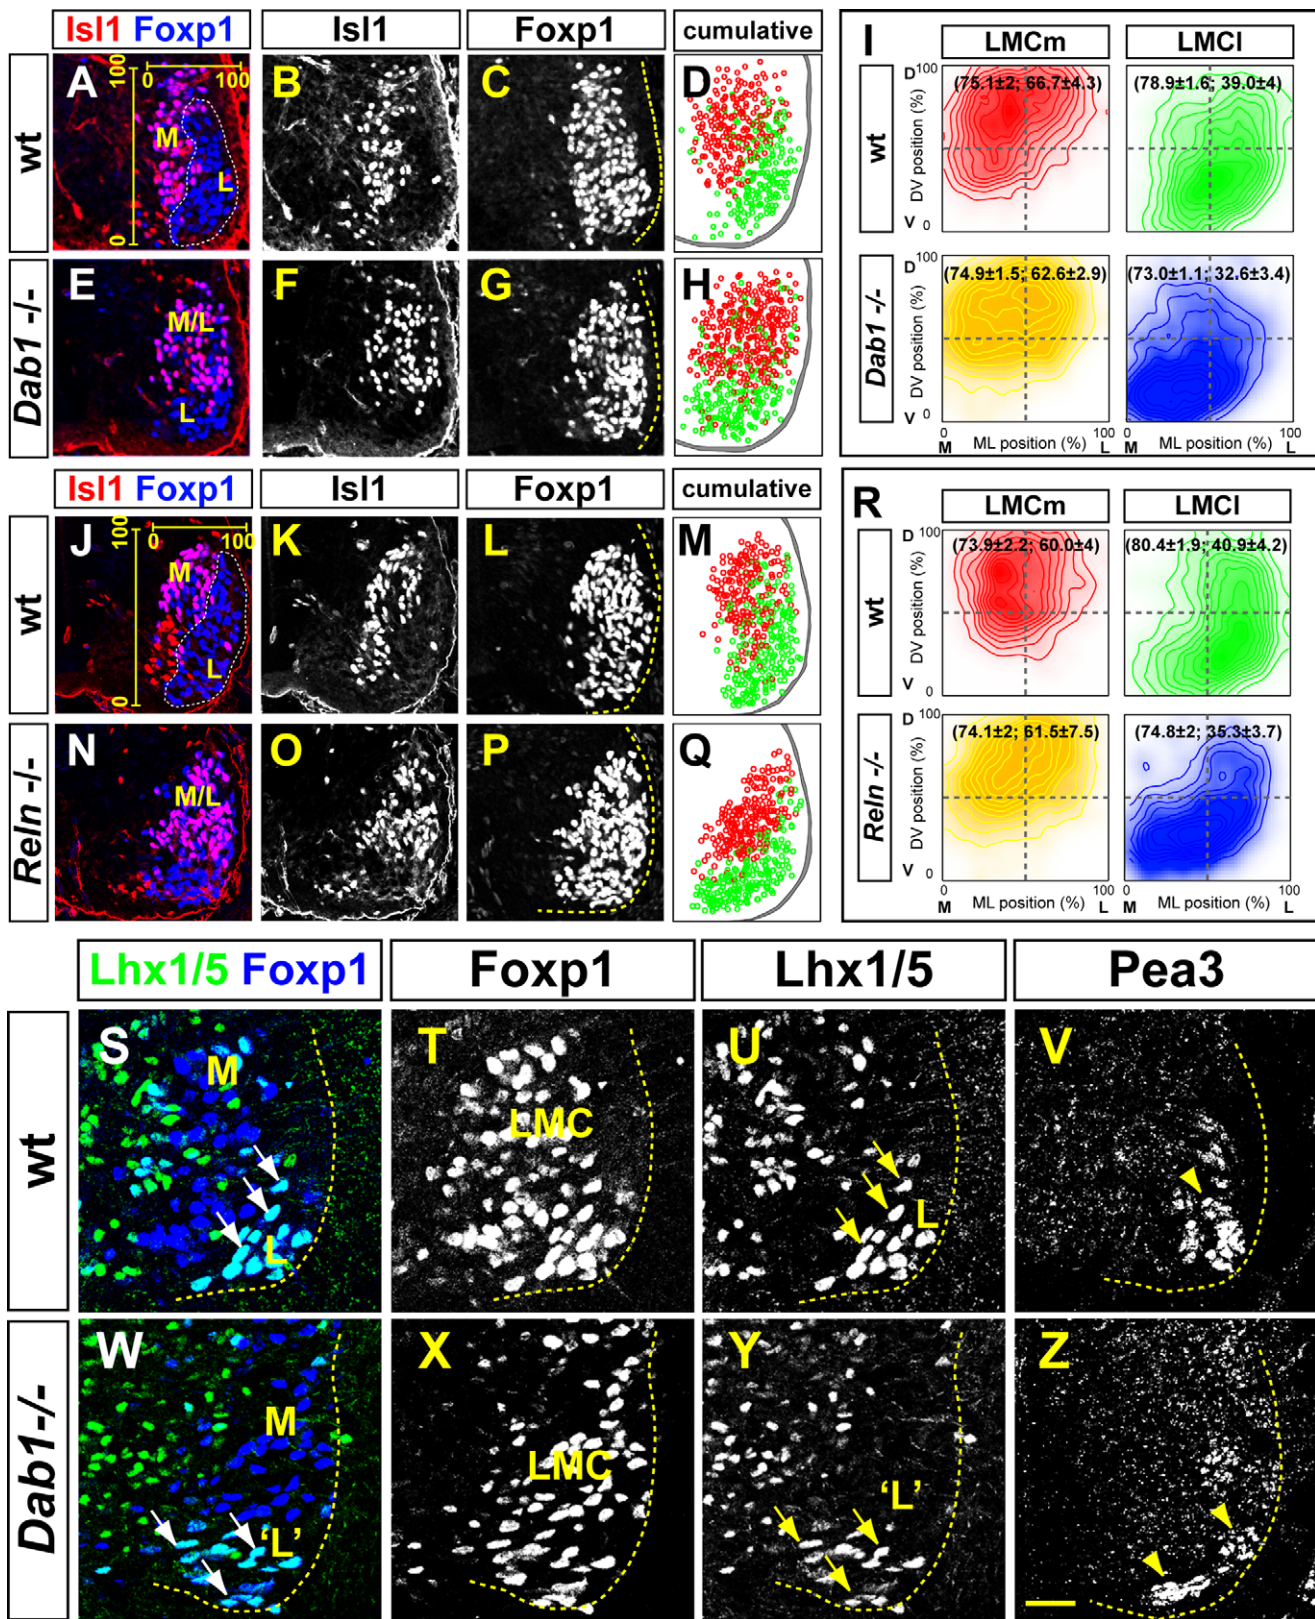 Isl1 Foxp1
Isl1
Foxp1
cumulative
wt
A
0
100
100
0
M
L
B
C
D
Dab1 -/-
E
M/L
L
F
G
H
I
LMCm
LMCl
wt
D
100
DV position (%)
V
0
(75.1±2; 66.7±4.3)
(78.9±1.6; 39.0±4)
Dab1 -/-
D
100
DV position (%)
V
0
(74.9±1.5; 62.6±2.9)
(73.0±1.1; 32.6±3.4)
0
ML position (%)
100
0
ML position (%)
100
M
L
M
L
Isl1 Foxp1
Isl1
Foxp1
cumulative
wt
J
0
100
100
0
M
L
K
L
M
Reln -/-
N
M/L
O
P
Q
R
LMCm
LMCl
wt
D
100
DV position (%)
V
0
(73.9±2.2; 60.0±4)
(80.4±1.9; 40.9±4.2)
Reln -/-
D
100
DV position (%)
V
0
(74.1±2; 61.5±7.5)
(74.8±2; 35.3±3.7)
0
ML position (%)
100
0
ML position (%)
100
M
L
M
L
Lhx1/5 Foxp1
Foxp1
Lhx1/5
Pea3
wt
S
M
L
T
LMC
U
L
V
Dab1-/-
W
M
'L'
X
LMC
Y
'L'
Z